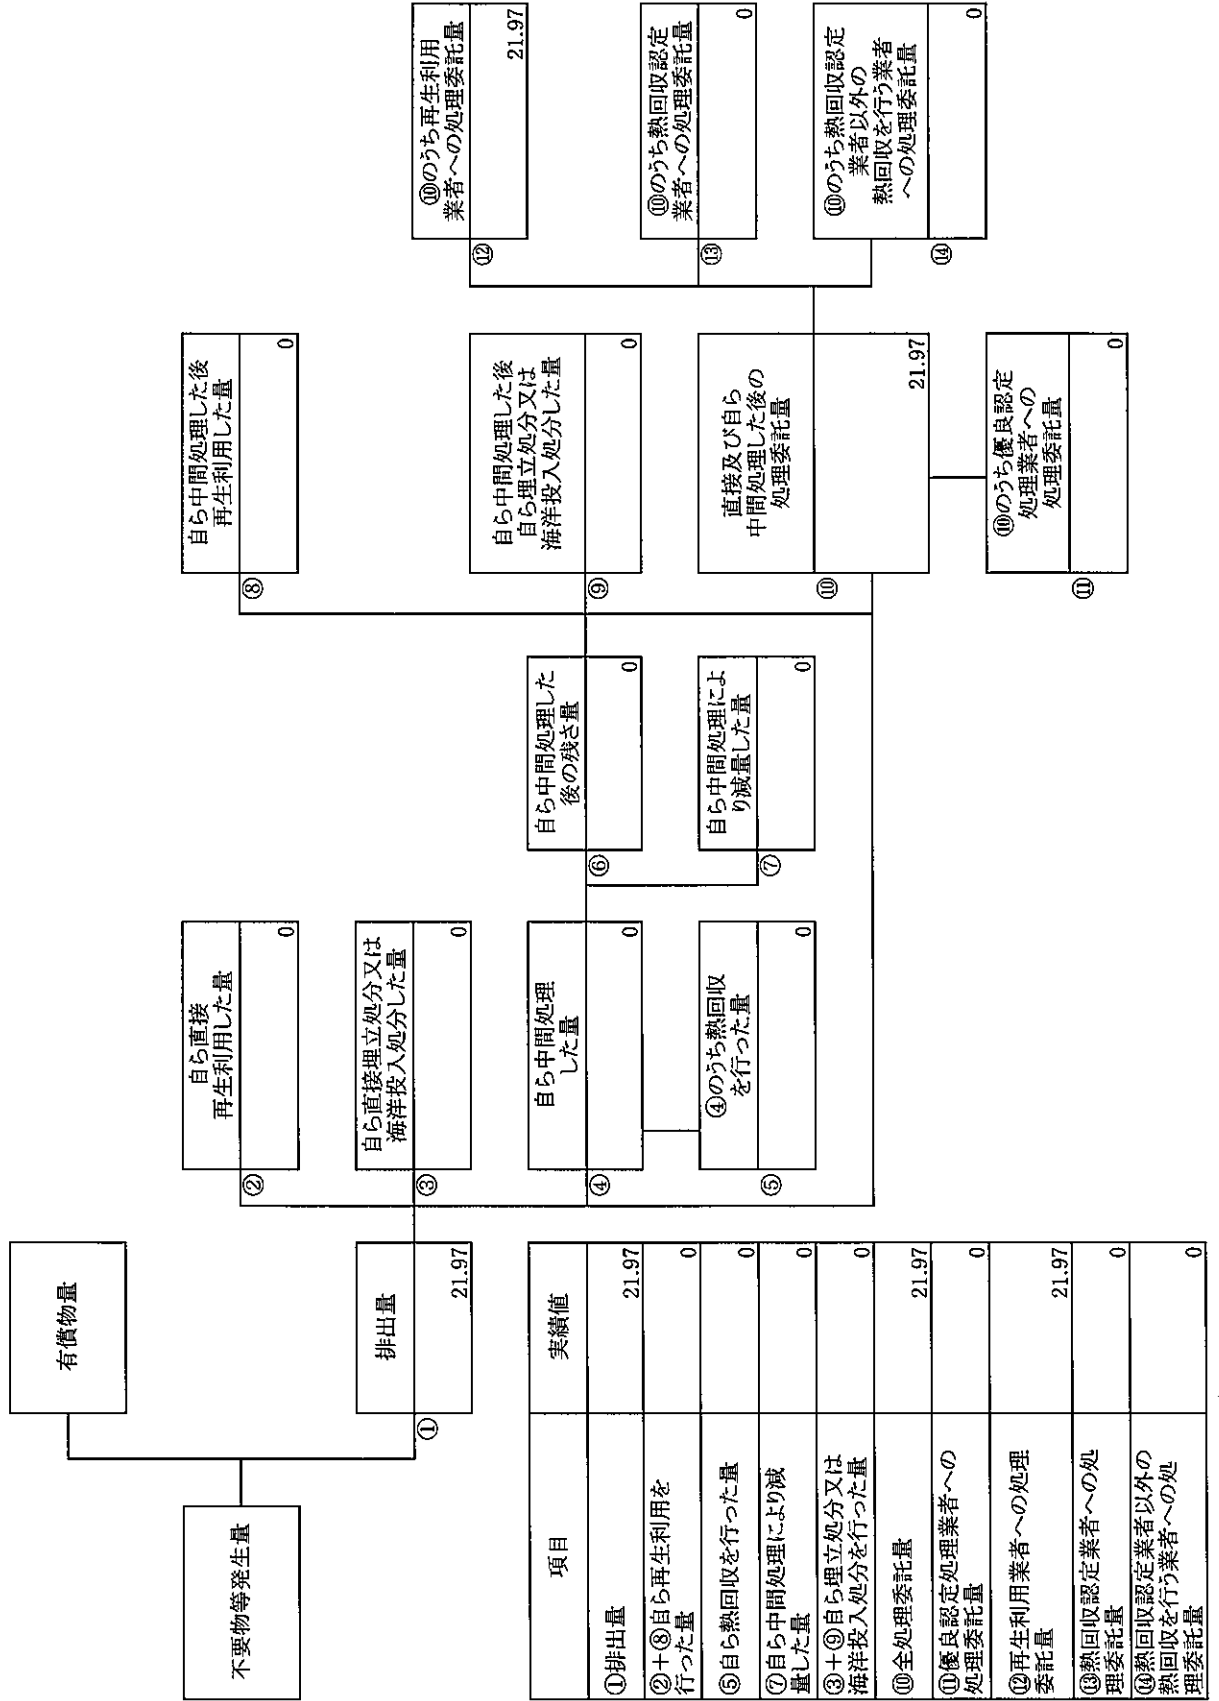 不要物等発生量
有償物量
①
排出量
21.97
②
自ら直接
再生利用した量
0
③
自ら直接埋立処分又は
海洋投入処分した量
0
④
自ら中間処理
した量
0
⑤
④のうち熱回収
を行った量
0
⑥
自ら中間処理した
後の残さ量
0
⑦
自ら中間処理によ
り減量した量
0
⑧
自ら中間処理した後
再生利用した量
0
⑨
自ら中間処理した後
自ら埋立処分又は
海洋投入処分した量
0
⑩
直接及び自ら
中間処理した後の
処理委託量
21.97
⑪
⑩のうち優良認定
処理業者への
処理委託量
0
⑫
⑩のうち再生利用
業者への処理委託量
21.97
⑬
⑩のうち熱回収認定
業者への処理委託量
0
⑭
⑩のうち熱回収認定
業者以外の
熱回収を行う業者
への処理委託量
0
項目 実績値
①排出量 21.97
②+⑧自ら再生利用を
行った量 0
⑤自ら熱回収を行った量 0
⑦自ら中間処理により減
量した量 0
③+⑨自ら埋立処分又は
海洋投入処分を行った量 0
⑩全処理委託量 21.97
⑪優良認定処理業者への
処理委託量 0
⑫再生利用業者への処理
委託量 21.97
⑬熱回収認定業者への処
理委託量 0
⑭熱回収認定業者以外の
熱回収を行う業者への処
理委託量 0